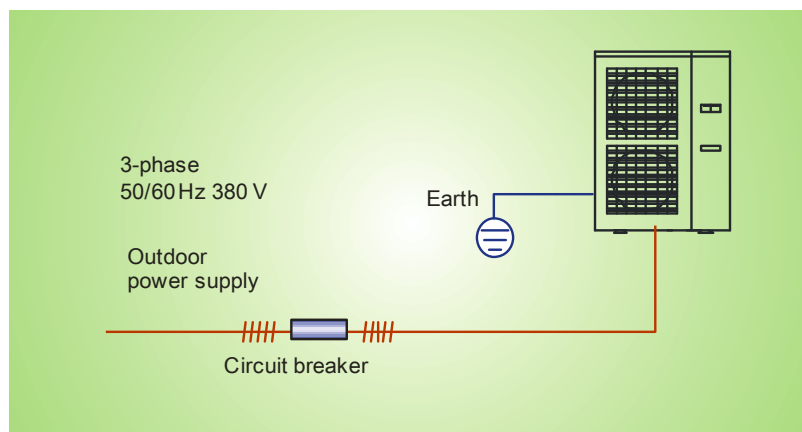 3-phase
50/60 Hz 380 V
Earth
Outdoor
power supply
Circuit breaker